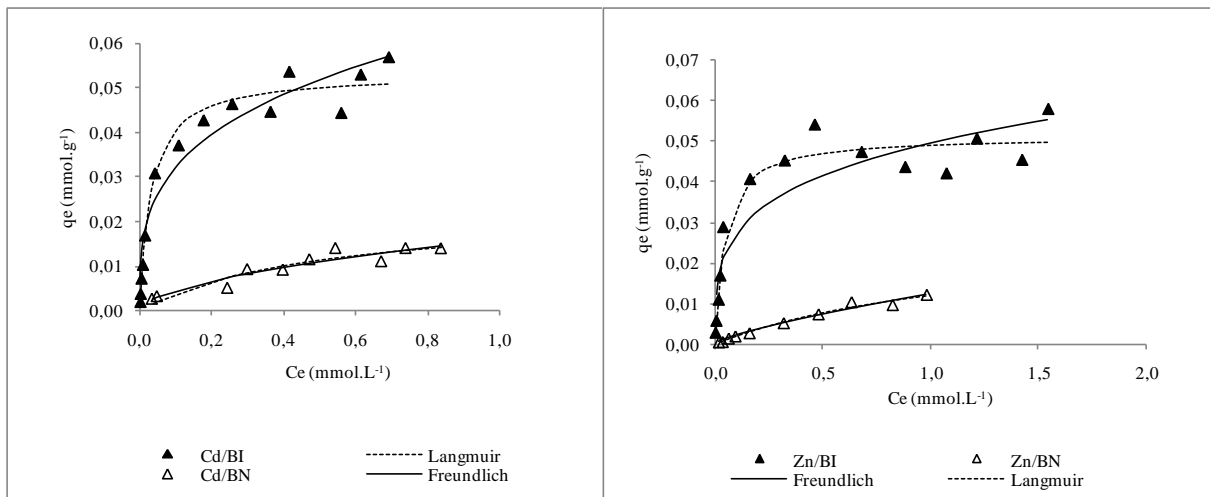 qe (mmol.g⁻¹)
0,06
0,05
0,04
0,03
0,02
0,01
0,00
0,0 0,2 0,4 0,6 0,8 1,0
Ce (mmol.L⁻¹)
Cd/BI Langmuir
Cd/BN Freundlich
qe (mmol.g⁻¹)
0,07
0,06
0,05
0,04
0,03
0,02
0,01
0,00
0,0 0,5 1,0 1,5 2,0
Ce (mmol.L⁻¹)
Zn/BI Zn/BN
Freundlich Langmuir